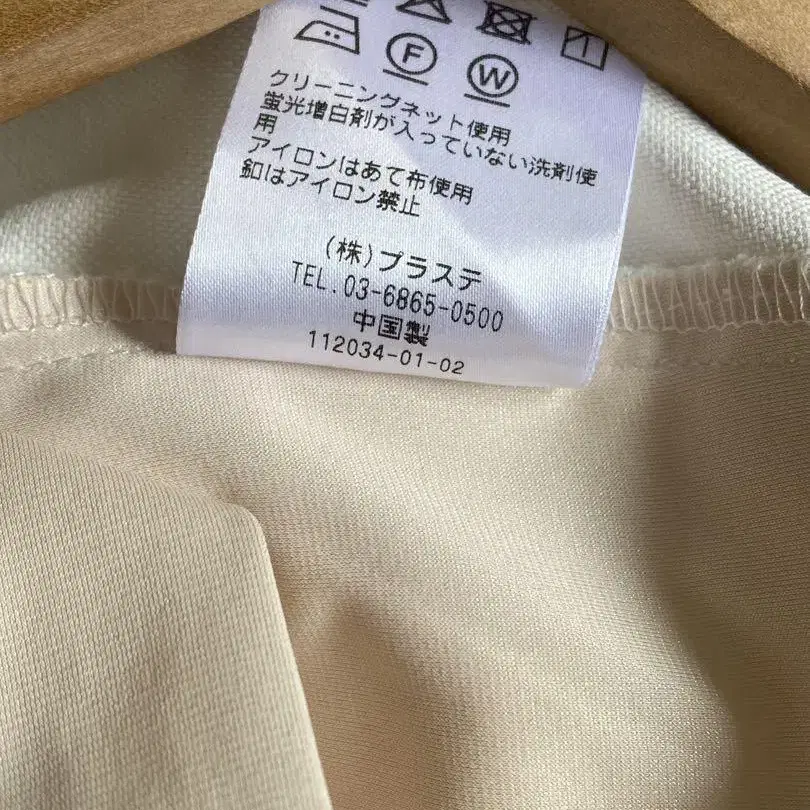 F W
クリーニングネット使用
蛍光増白剤が入っていない洗剤使
用
アイロンはあて布使用
釦はアイロン禁止
(株)プラステ
TEL.03-6865-0500
中国製
112034-01-02